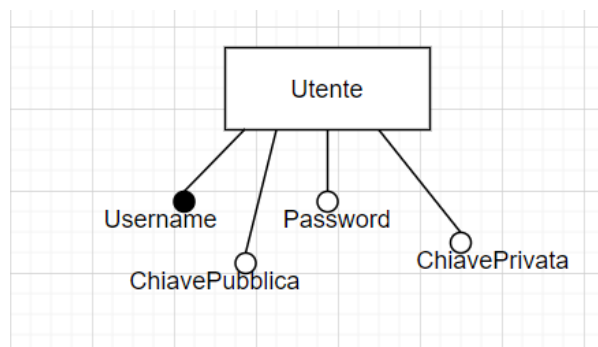 Utente
Username
Password
ChiavePubblica
ChiavePrivata